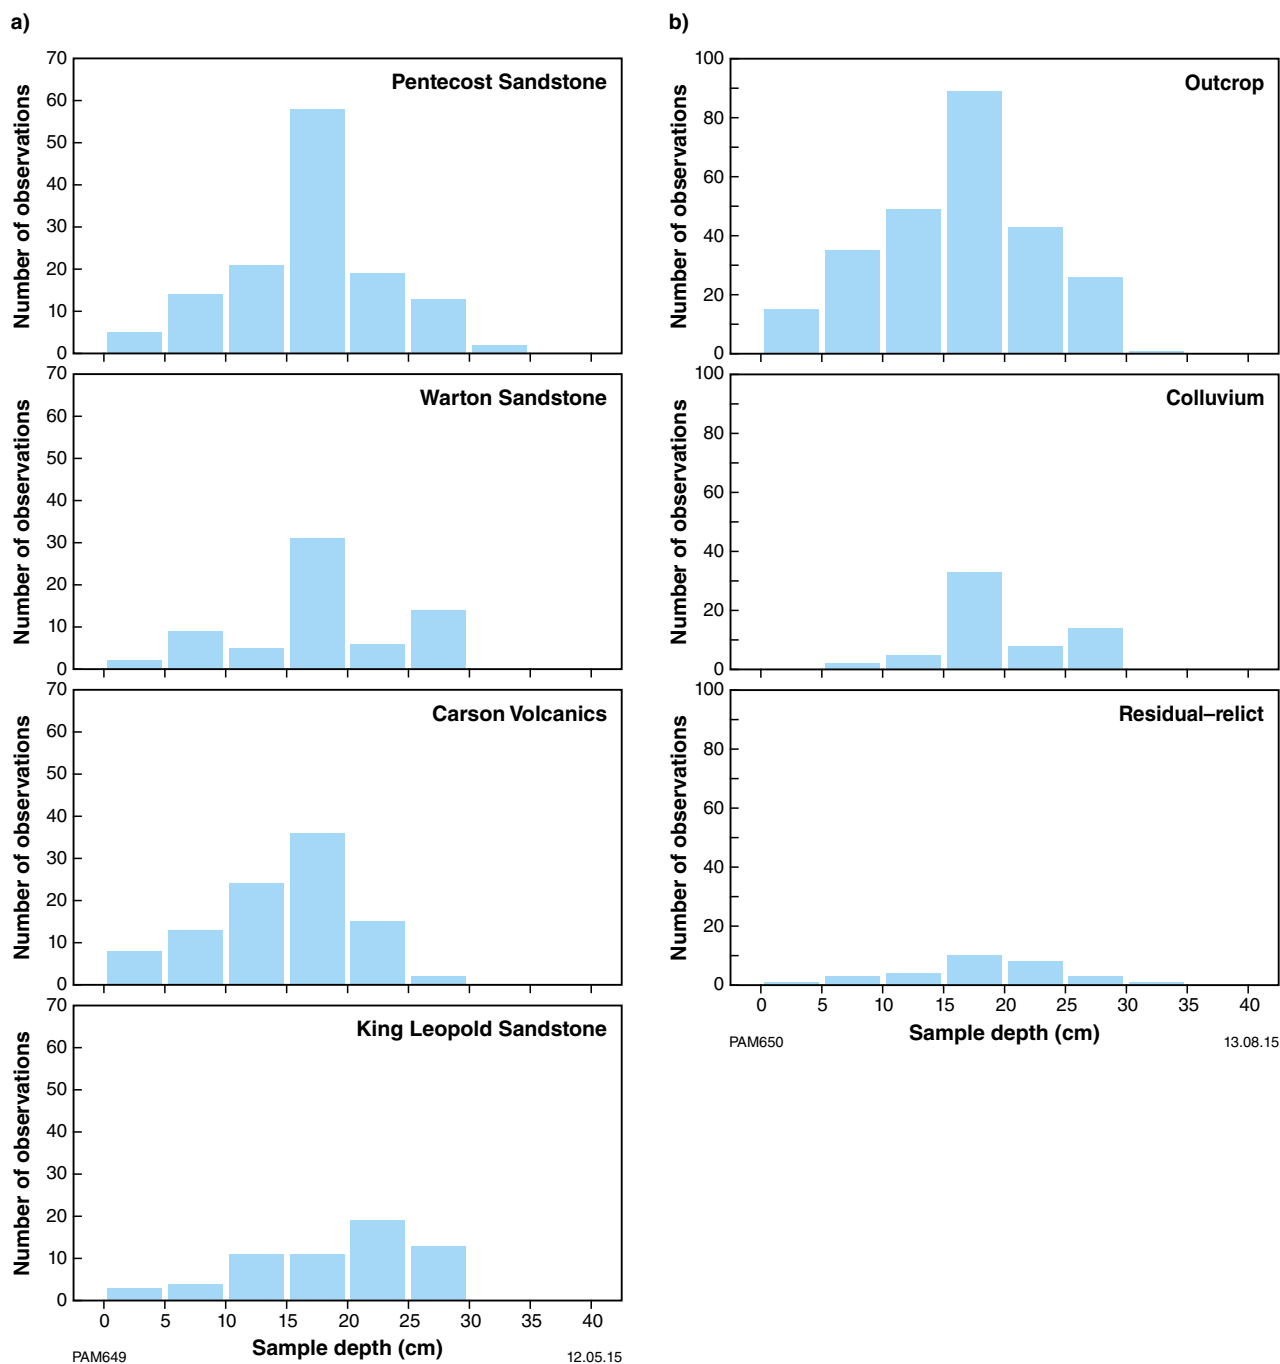 a)
70
60
50
40
30
20
10
0
Number of observations
Pentecost Sandstone
70
60
50
40
30
20
10
0
Number of observations
Warton Sandstone
70
60
50
40
30
20
10
0
Number of observations
Carson Volcanics
70
60
50
40
30
20
10
0
Number of observations
King Leopold Sandstone
0 5 10 15 20 25 30 35 40
Sample depth (cm)
PAM649
12.05.15
b)
100
80
60
40
20
0
Number of observations
Outcrop
100
80
60
40
20
0
Number of observations
Colluvium
100
80
60
40
20
0
Number of observations
Residual–relict
0 5 10 15 20 25 30 35 40
Sample depth (cm)
PAM650
13.08.15